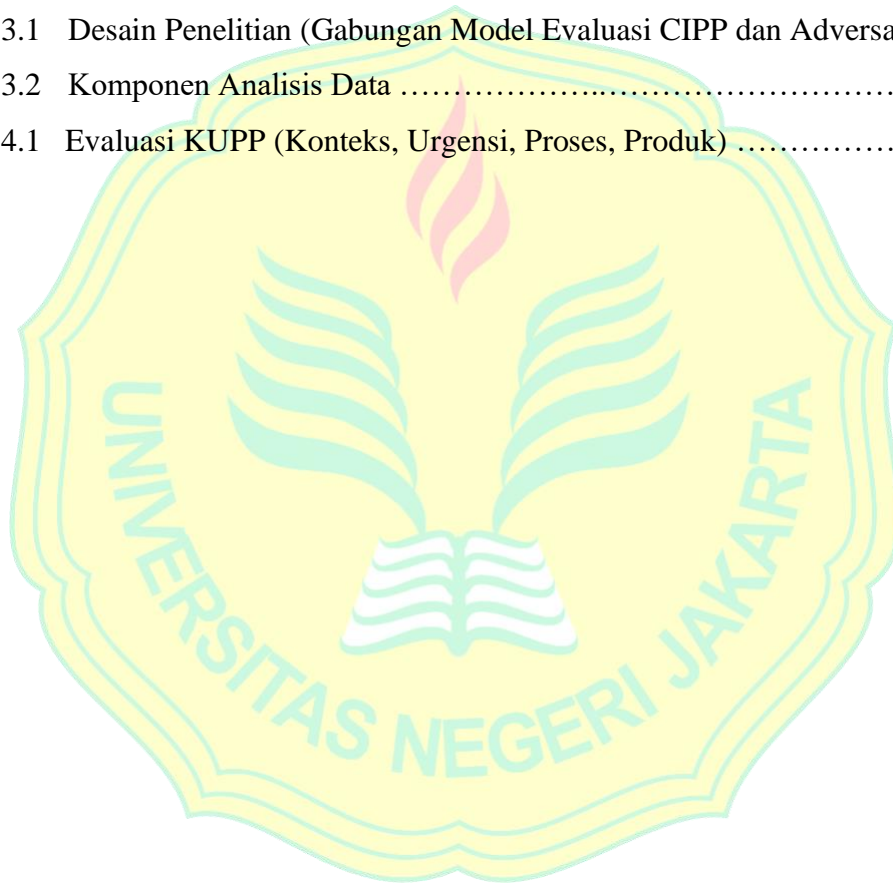 3.1 Desain Penelitian (Gabungan Model Evaluasi CIPP dan
3.2 Komponen Analisis Data ……………….……………………………
4.1 Evaluasi KUPP (Konteks, Urgensi, Proses, Produk) ……………
UNIVERSITAS NEGERI JAKARTA